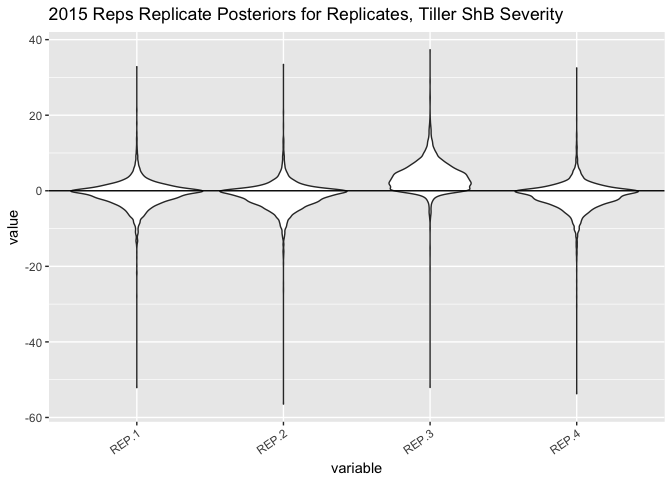 2015 Reps Replicate Posteriors for Replicates, Tiller ShB Severity
40
20
0
-20
-40
-60
value
REP.1
REP.2
REP.3
REP.4
variable